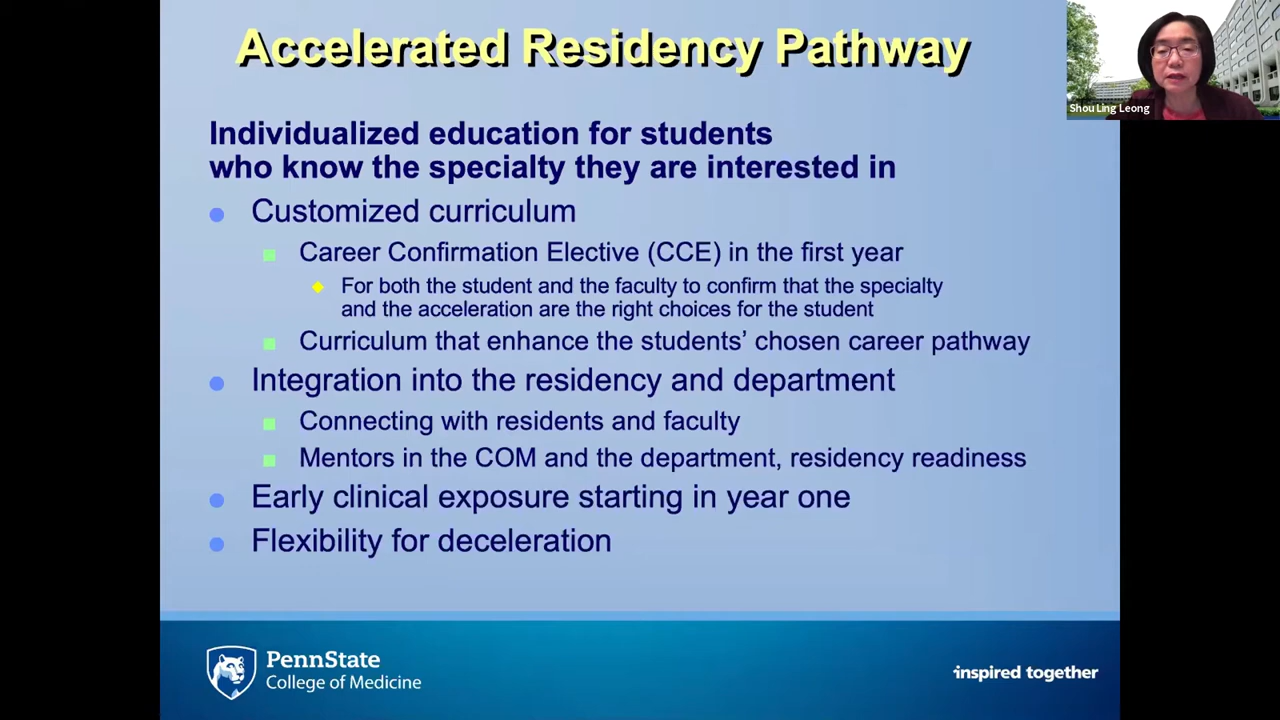 Accelerated Residency Pathway
Shou Ling Leong
Individualized education for students
who know the specialty they are interested in
Customized curriculum
Career Confirmation Elective (CCE) in the first year
For both the student and the faculty to confirm that the specialty
and the acceleration are the right choices for the student
Curriculum that enhance the students' chosen career pathway
Integration into the residency and department
Connecting with residents and faculty
Mentors in the COM and the department, residency readiness
Early clinical exposure starting in year one
Flexibility for deceleration
PennState
College of Medicine
inspired together